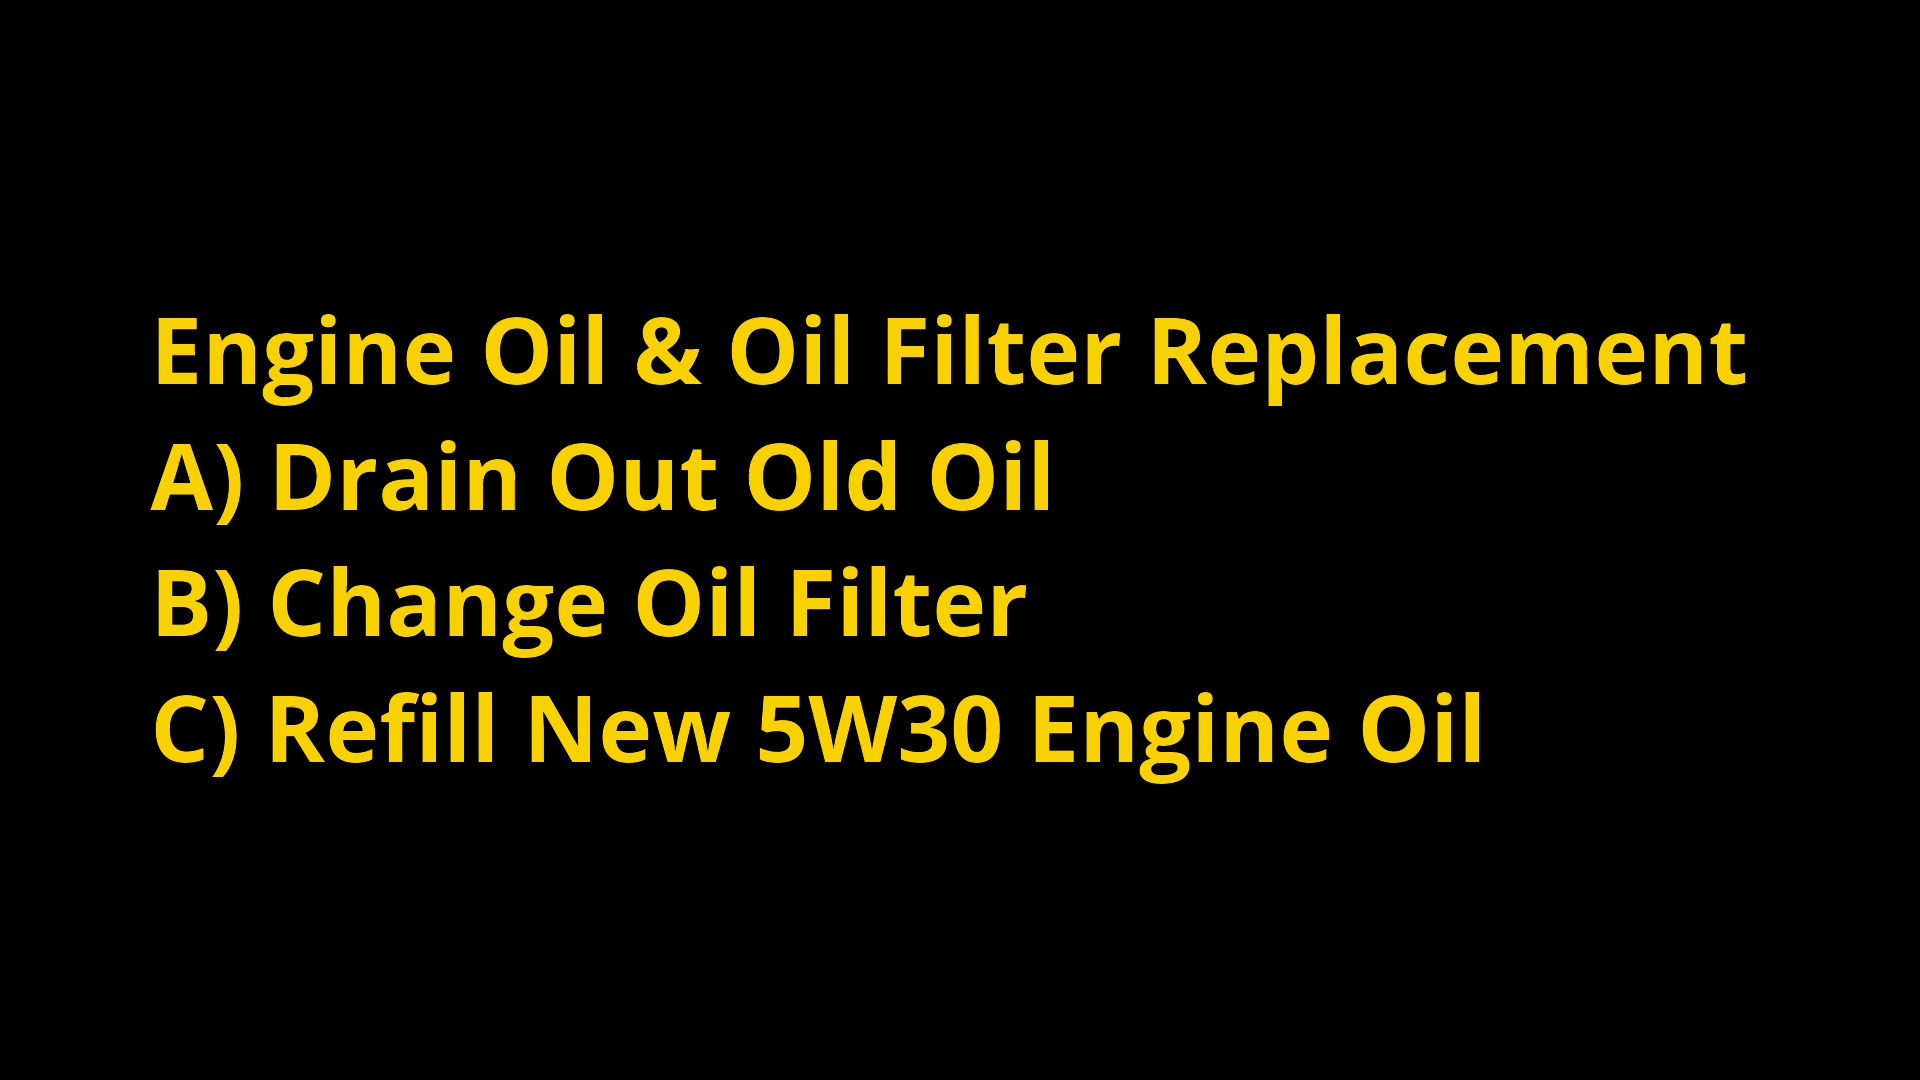 Engine Oil & Oil Filter Replacement
A) Drain Out Old Oil
B) Change Oil Filter
C) Refill New 5W30 Engine Oil